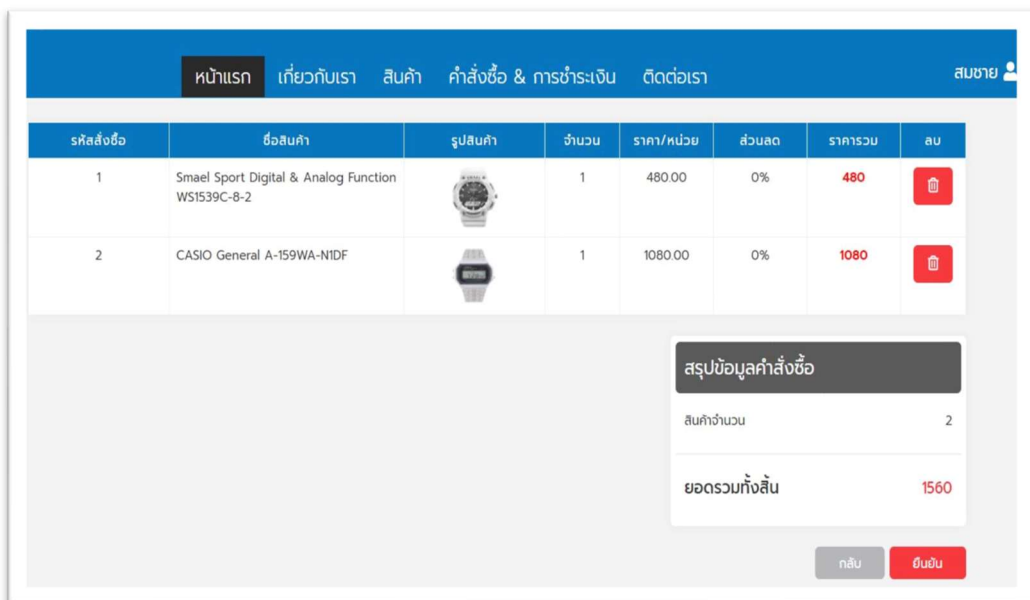 หน้าแรก เกี่ยวกับเรา สินค้า คำสั่งซื้อ & การชำระเงิน ติดต่อเรา สมชาย
รหัสสั่งซื้อ ชื่อสินค้า รูปสินค้า จำนวน ราคา/หน่วย ส่วนลด ราคารวม ลบ
1 Smael Sport Digital & Analog Function 1 480.00 0% 480
WS1539C-8-2
2 CASIO General A-159WA-N1DF 1 1080.00 0% 1080
สรุปข้อมูลคำสั่งซื้อ
สินค้าจำนวน 2
ยอดรวมทั้งสิ้น 1560
กลับ ยืนยัน